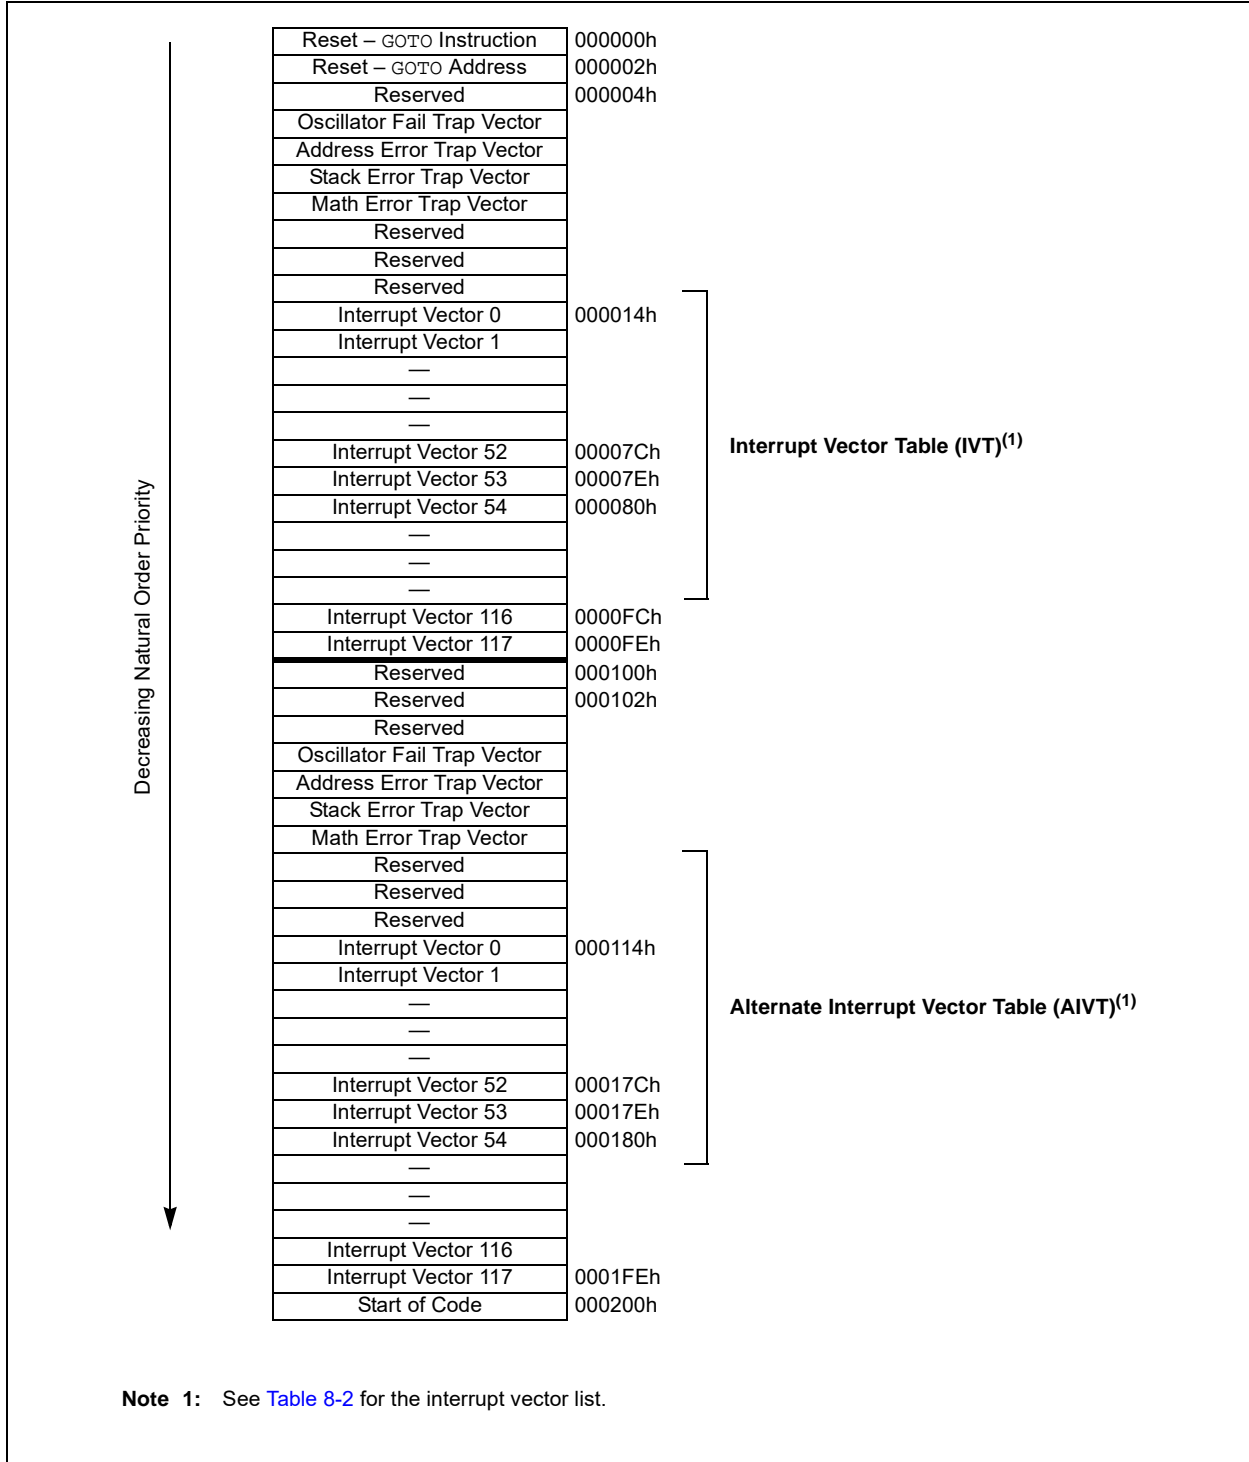 Reset – GOTO Instruction 000000h
Reset – GOTO Address 000002h
Reserved 000004h
Oscillator Fail Trap Vector
Address Error Trap Vector
Stack Error Trap Vector
Math Error Trap Vector
Reserved
Reserved
Reserved
Interrupt Vector 0 000014h
Interrupt Vector 1
—
—
—
Interrupt Vector 52 00007Ch
Interrupt Vector Table (IVT)(1)
Interrupt Vector 53 00007Eh
Interrupt Vector 54 000080h
—
—
—
Interrupt Vector 116 0000FCh
Interrupt Vector 117 0000FEh
Decreasing Natural Order Priority
Reserved 000100h
Reserved 000102h
Reserved
Oscillator Fail Trap Vector
Address Error Trap Vector
Stack Error Trap Vector
Math Error Trap Vector
Reserved
Reserved
Reserved
Interrupt Vector 0 000114h
Interrupt Vector 1
—
Alternate Interrupt Vector Table (AIVT)(1)
—
—
Interrupt Vector 52 00017Ch
Interrupt Vector 53 00017Eh
Interrupt Vector 54 000180h
—
—
—
Interrupt Vector 116
Interrupt Vector 117 0001FEh
Start of Code 000200h
Note 1: See Table 8-2 for the interrupt vector list.